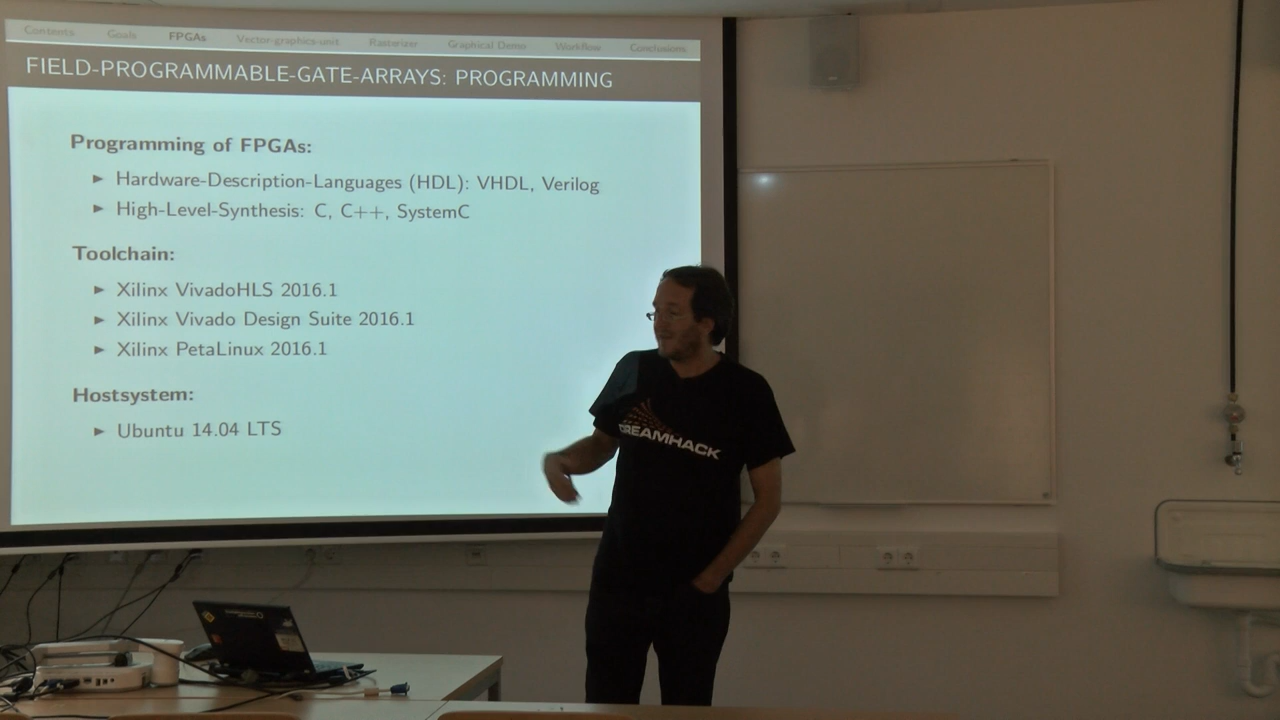 Contents Goals FPGAs Vector-graphics-unit Rasterizer Graphical Demo Workflow Conclusions
FIELD-PROGRAMMABLE-GATE-ARRAYS: PROGRAMMING
Programming of FPGAs:
► Hardware-Description-Languages (HDL): VHDL, Verilog
► High-Level-Synthesis: C, C++, SystemC
Toolchain:
► Xilinx VivadoHLS 2016.1
► Xilinx Vivado Design Suite 2016.1
► Xilinx PetaLinux 2016.1
Hostsystem:
► Ubuntu 14.04 LTS
DREAMHACK